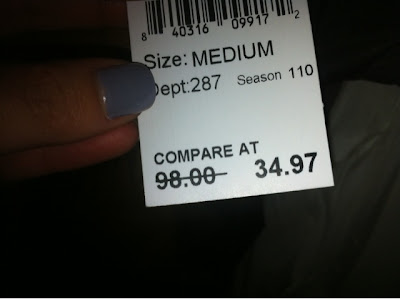 8 40316 09917 2
Size: MEDIUM
Dept:287 Season 110
COMPARE AT
98.00 34.97